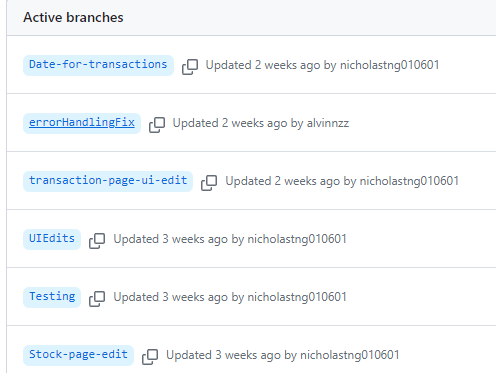 Active branches
Date-for-transactions Updated 2 weeks ago by nicholastng010601
errorHandlingFix Updated 2 weeks ago by alvinnzz
transaction-page-ui-edit Updated 2 weeks ago by nicholastng010601
UIEdits Updated 3 weeks ago by nicholastng010601
Testing Updated 3 weeks ago by nicholastng010601
Stock-page-edit Updated 3 weeks ago by nicholastng010601